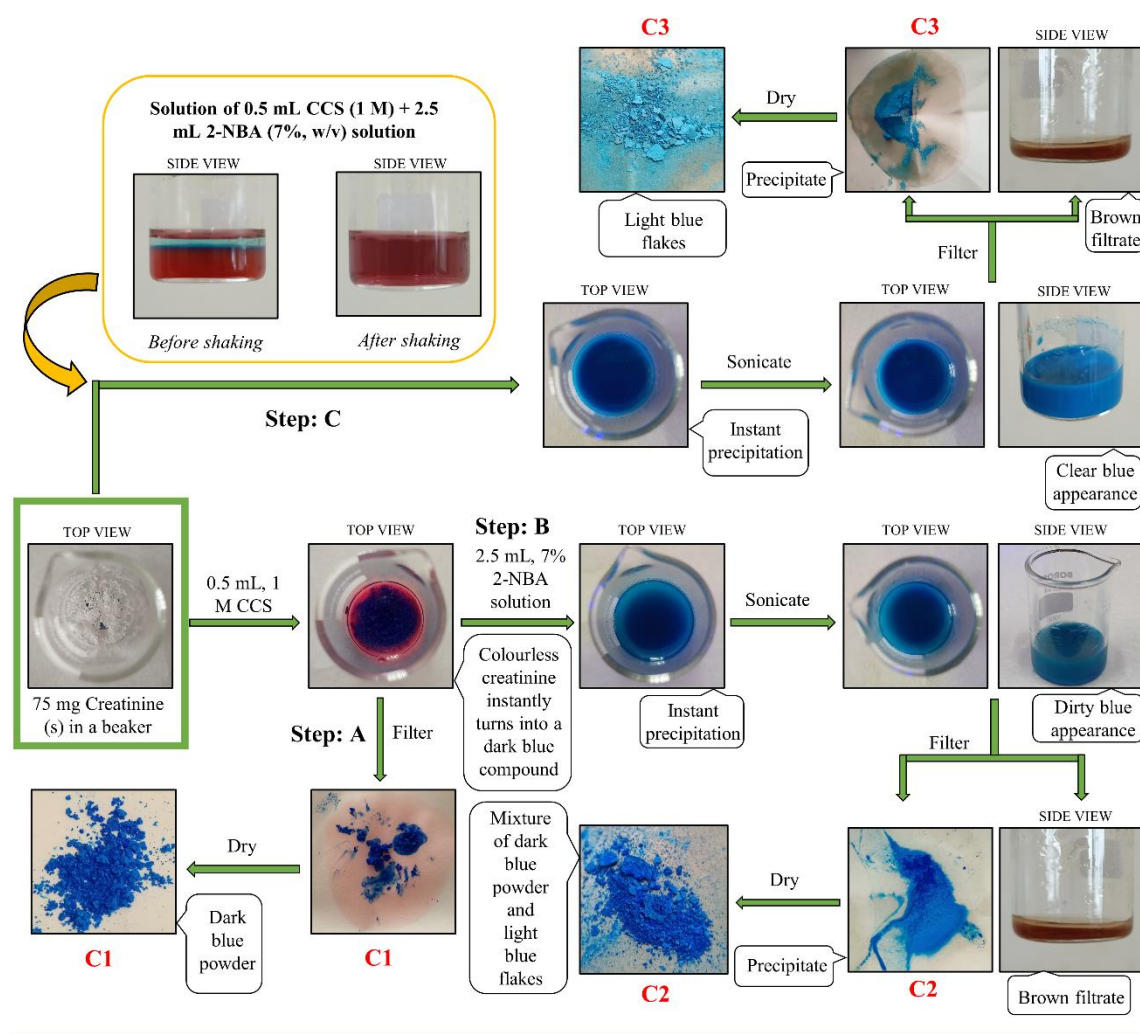 C3
C3
SIDE VIEW
Dry
Precipitate
Light blue
flakes
Brown
filtrate
Filter
Solution of 0.5 mL CCS (1 M) + 2.5
mL 2-NBA (7%, w/v) solution
SIDE VIEW
SIDE VIEW
Before shaking
After shaking
Step: C
TOP VIEW
Sonicate
TOP VIEW
SIDE VIEW
Instant
precipitation
Clear blue
appearance
TOP VIEW
75 mg Creatinine
(s) in a beaker
0.5 mL, 1
M CCS
TOP VIEW
Step: B
2.5 mL, 7%
2-NBA
solution
Colourless
creatinine
instantly
turns into a
dark blue
compound
TOP VIEW
Instant
precipitation
Sonicate
TOP VIEW
SIDE VIEW
BOROSIL
Dirty blue
appearance
Step: A
Filter
Filter
Dry
Dark
blue
powder
C1
C1
Mixture
of dark
blue
powder
and
light
blue
flakes
C2
Dry
Precipitate
C2
SIDE VIEW
Brown filtrate